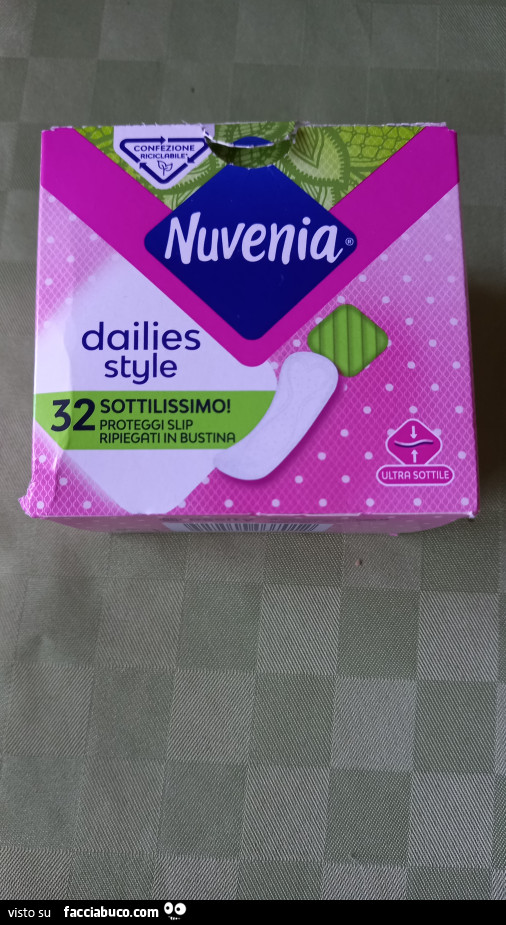 CONFEZIONE
RICICLABILE
Nuvenia®
dailies
style
32 SOTTILISSIMO!
PROTEGGI SLIP
RIPIEGATI IN BUSTINA
ULTRA SOTTILE
visto su facciabuco.com